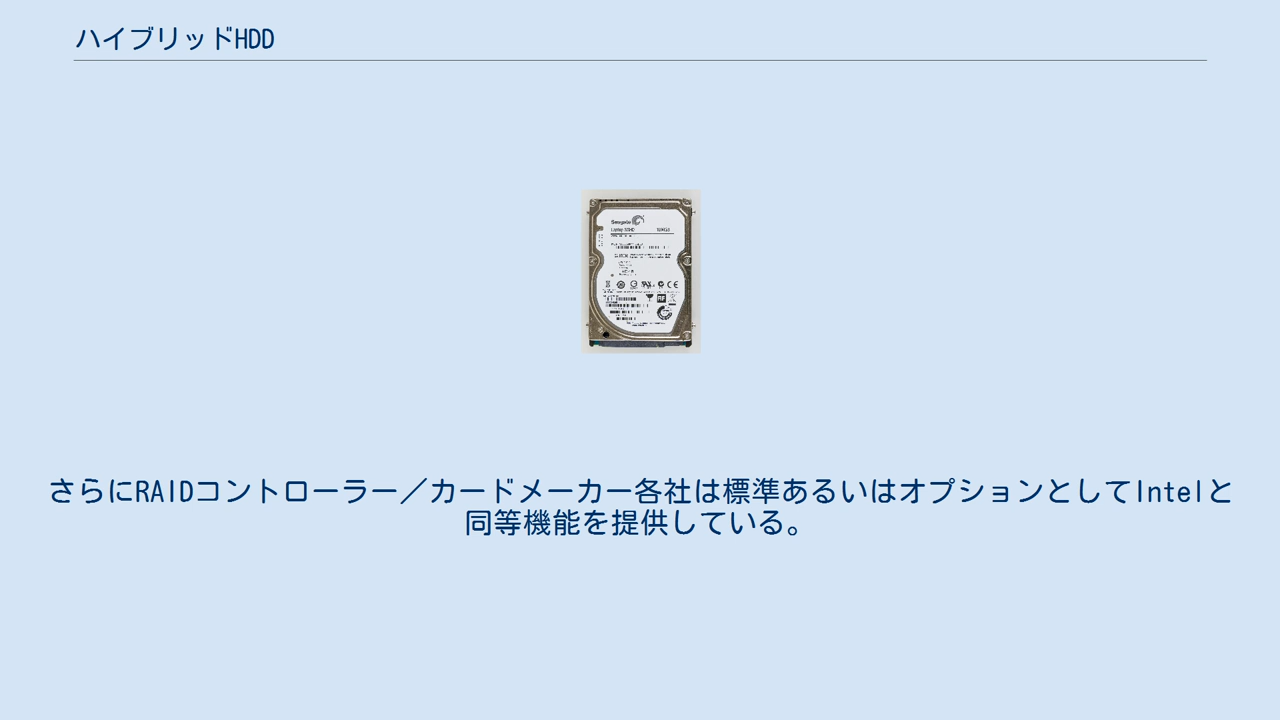 ハイブリッドHDD
Seagate
Laptop SSHD
さらにRAIDコントローラー／カードメーカー各社は標準あるいはオプションとしてIntelと
同等機能を提供している。